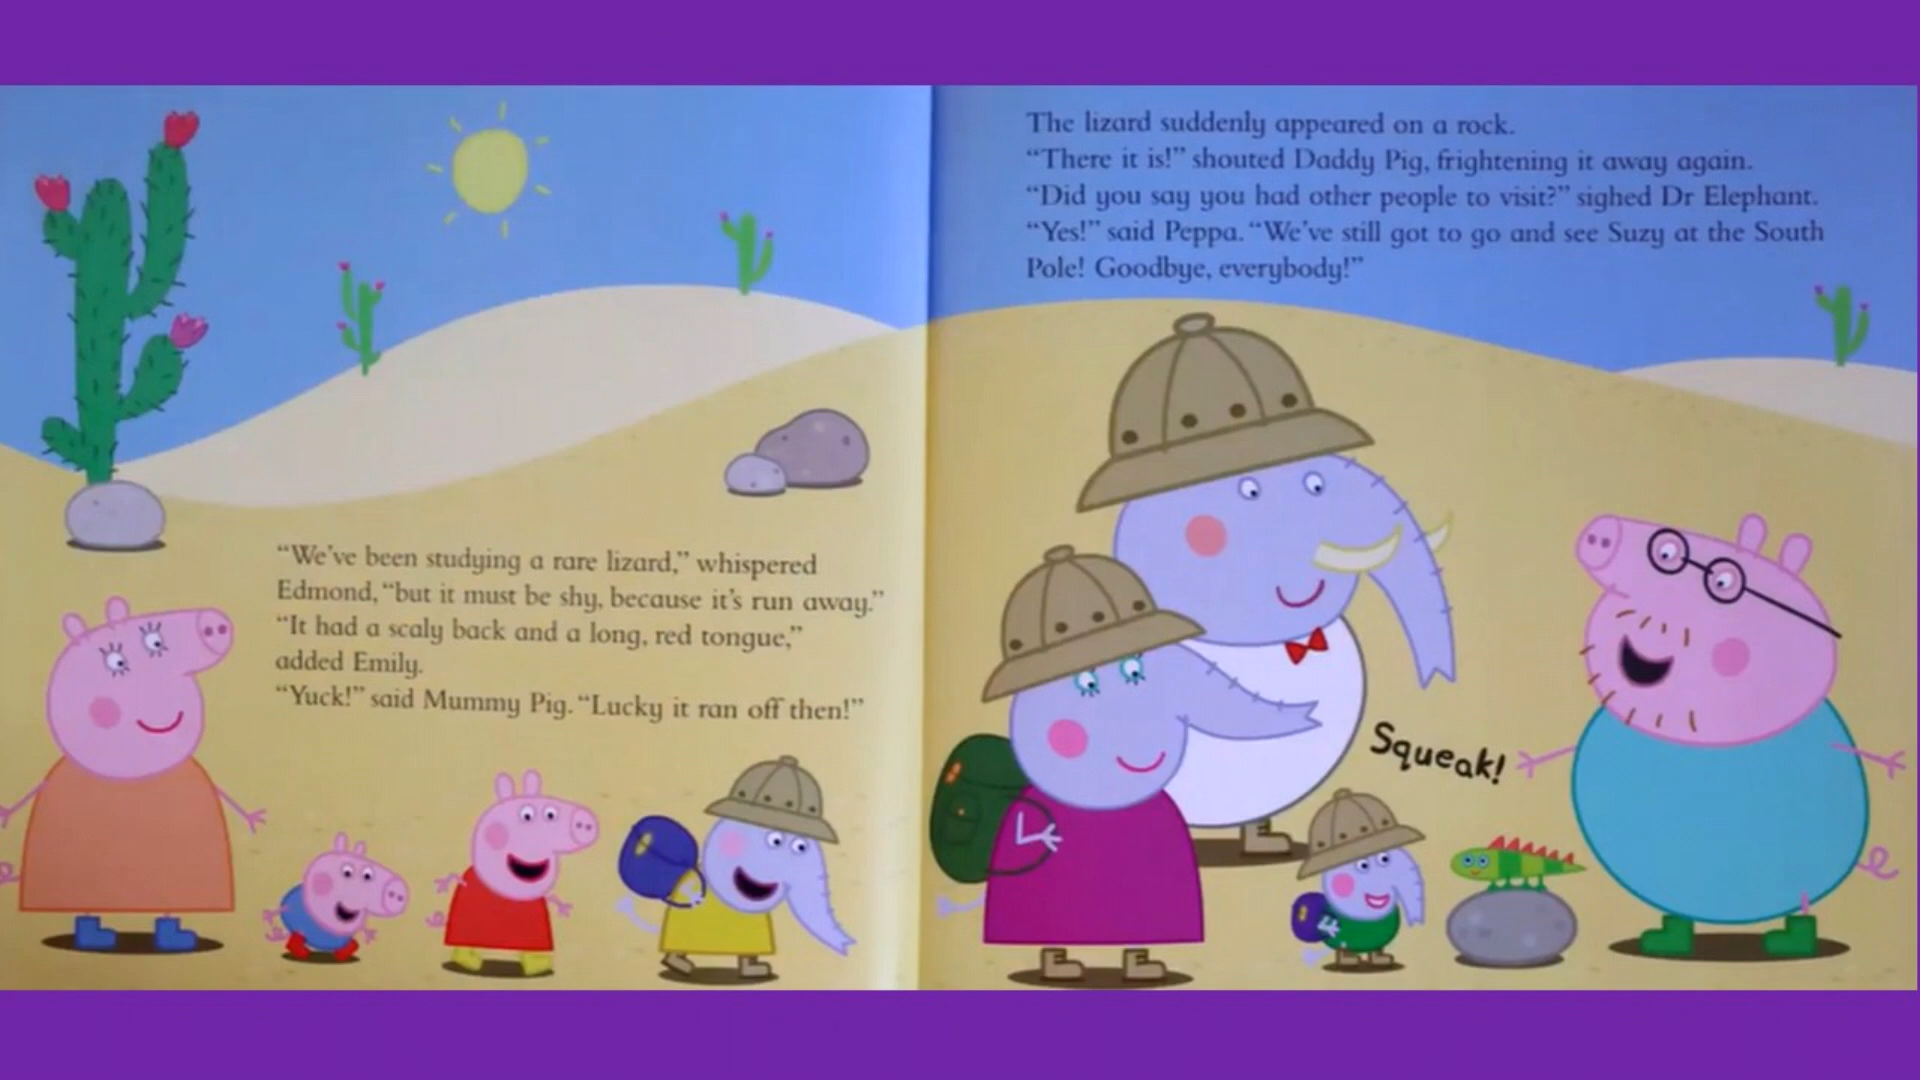 “We’ve been studying a rare lizard,” whispered
Edmond, “but it must be shy, because it’s run away.”
“It had a scaly back and a long, red tongue,”
added Emily.
“Yuck!” said Mummy Pig. “Lucky it ran off then!”
The lizard suddenly appeared on a rock.
“There it is!” shouted Daddy Pig, frightening it away again.
“Did you say you had other people to visit?” sighed Dr Elephant.
“Yes!” said Peppa. “We’ve still got to go and see Suzy at the South
Pole! Goodbye, everybody!”
Squeak!